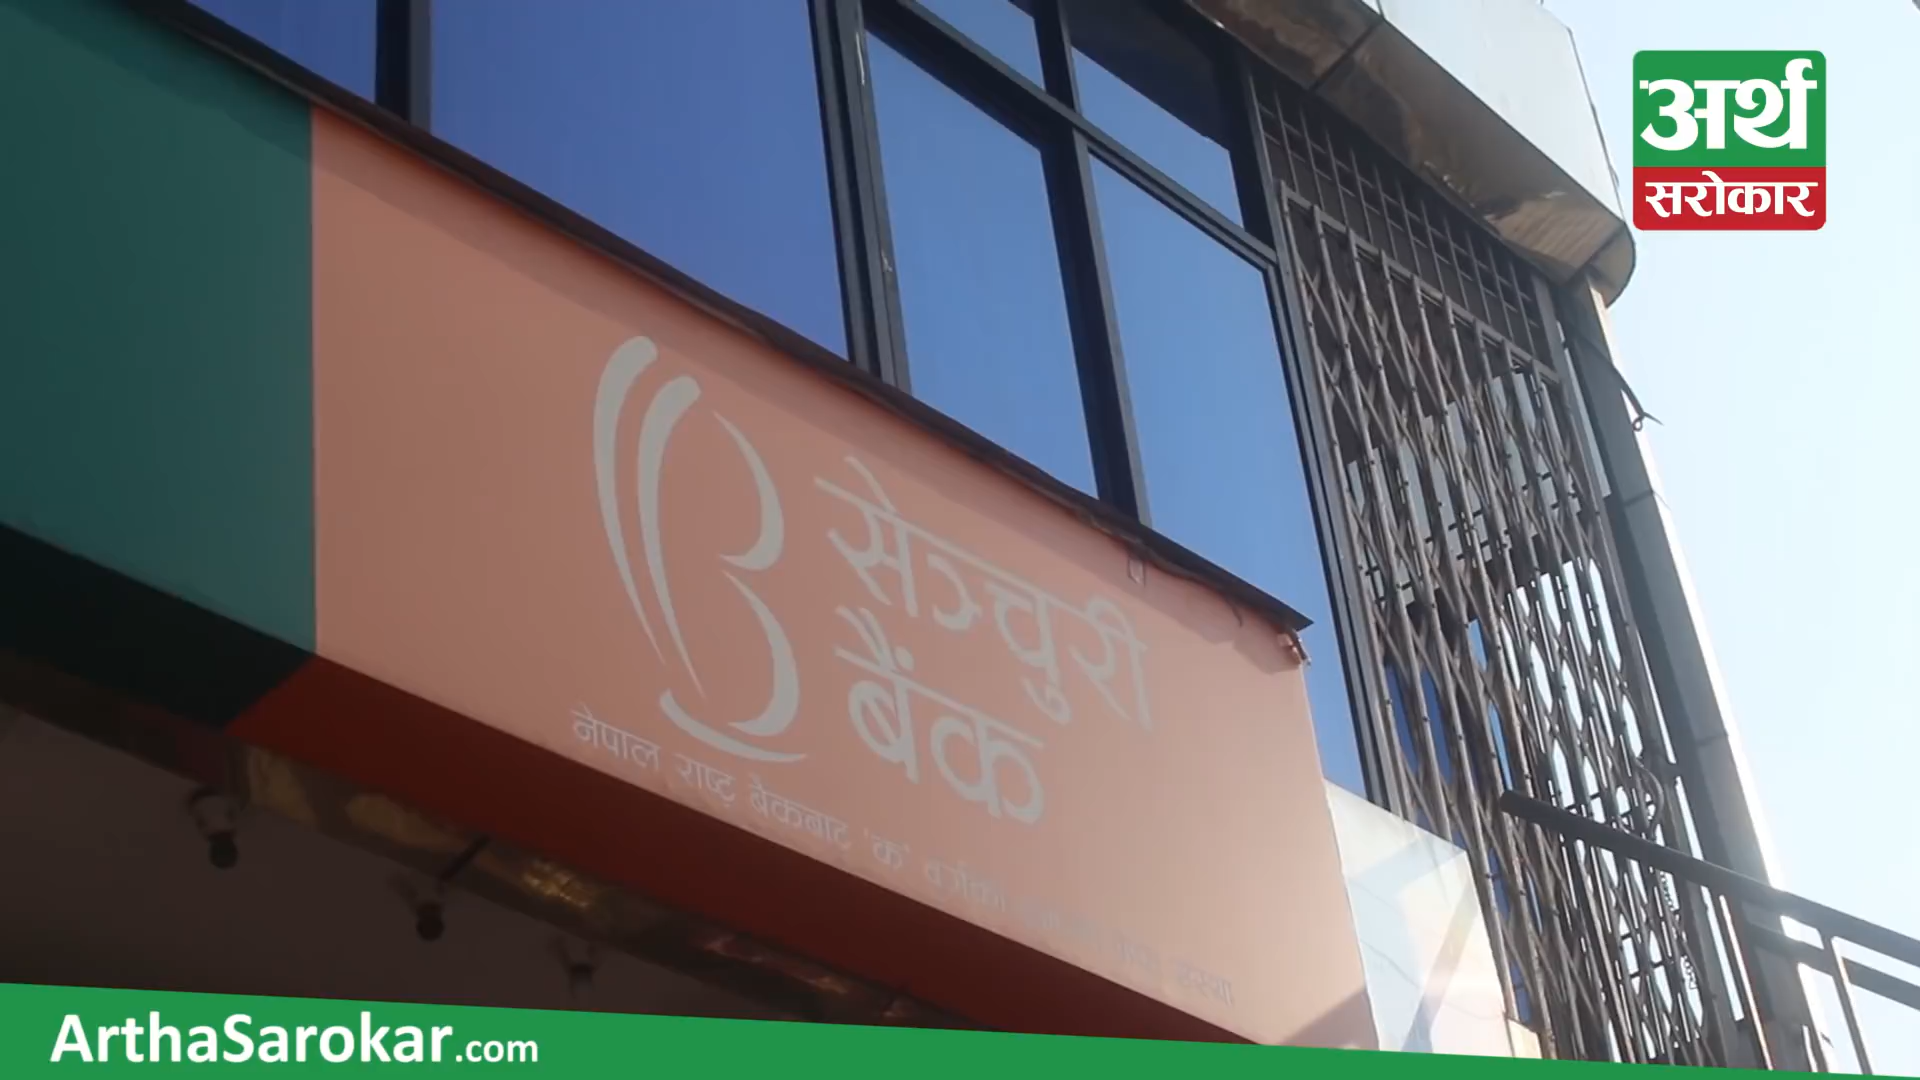 अर्थ
सरोकार
सेञ्चुरी
बैंक
नेपाल राष्ट्र बैंकबाट 'क' वर्गको
ArthaSarokar.com